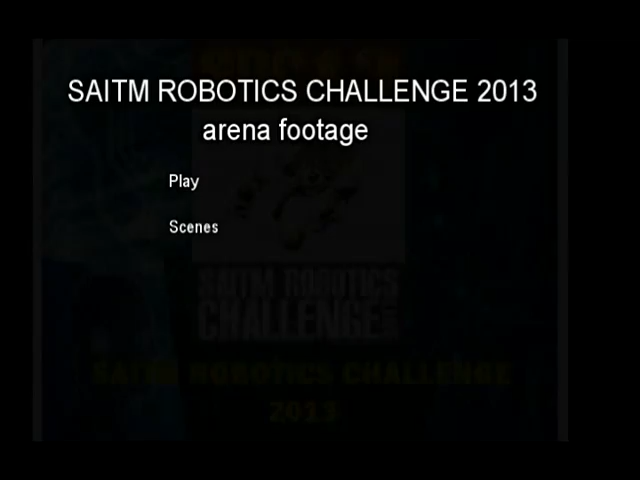 SAITM ROBOTICS CHALLENGE 2013
arena footage
Play
Scenes
SAITM ROBOTICS
CHALLENGE
SAITM ROBOTICS CHALLENGE
2013